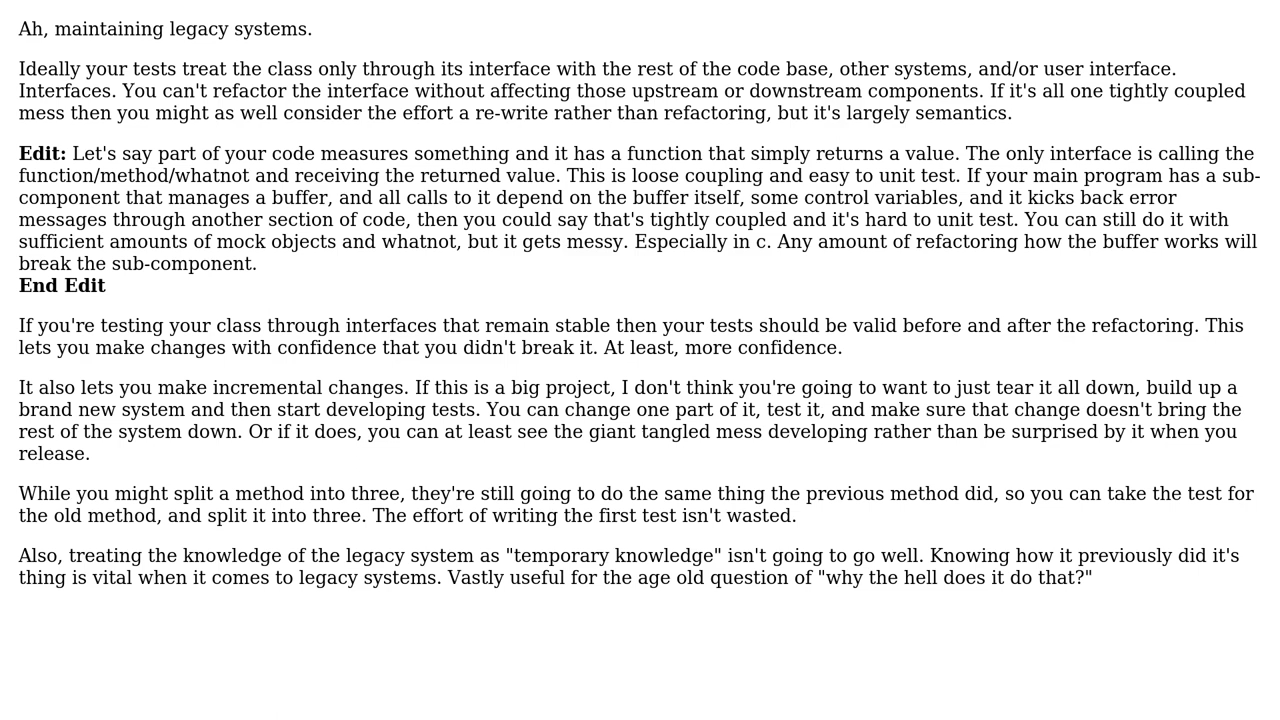 Ah, maintaining legacy systems.
Ideally your tests treat the class only through its interface with the rest of the code base, other systems, and/or user interface.
Interfaces. You can't refactor the interface without affecting those upstream or downstream components. If it's all one tightly coupled
mess then you might as well consider the effort a re-write rather than refactoring, but it's largely semantics.
Edit: Let's say part of your code measures something and it has a function that simply returns a value. The only interface is calling the
function/method/whatnot and receiving the returned value. This is loose coupling and easy to unit test. If your main program has a sub-
component that manages a buffer, and all calls to it depend on the buffer itself, some control variables, and it kicks back error
messages through another section of code, then you could say that's tightly coupled and it's hard to unit test. You can still do it with
sufficient amounts of mock objects and whatnot, but it gets messy. Especially in c. Any amount of refactoring how the buffer works will
break the sub-component.
End Edit
If you're testing your class through interfaces that remain stable then your tests should be valid before and after the refactoring. This
lets you make changes with confidence that you didn't break it. At least, more confidence.
It also lets you make incremental changes. If this is a big project, I don't think you're going to want to just tear it all down, build up a
brand new system and then start developing tests. You can change one part of it, test it, and make sure that change doesn't bring the
rest of the system down. Or if it does, you can at least see the giant tangled mess developing rather than be surprised by it when you
release.
While you might split a method into three, they're still going to do the same thing the previous method did, so you can take the test for
the old method, and split it into three. The effort of writing the first test isn't wasted.
Also, treating the knowledge of the legacy system as "temporary knowledge" isn't going to go well. Knowing how it previously did it's
thing is vital when it comes to legacy systems. Vastly useful for the age old question of "why the hell does it do that?"